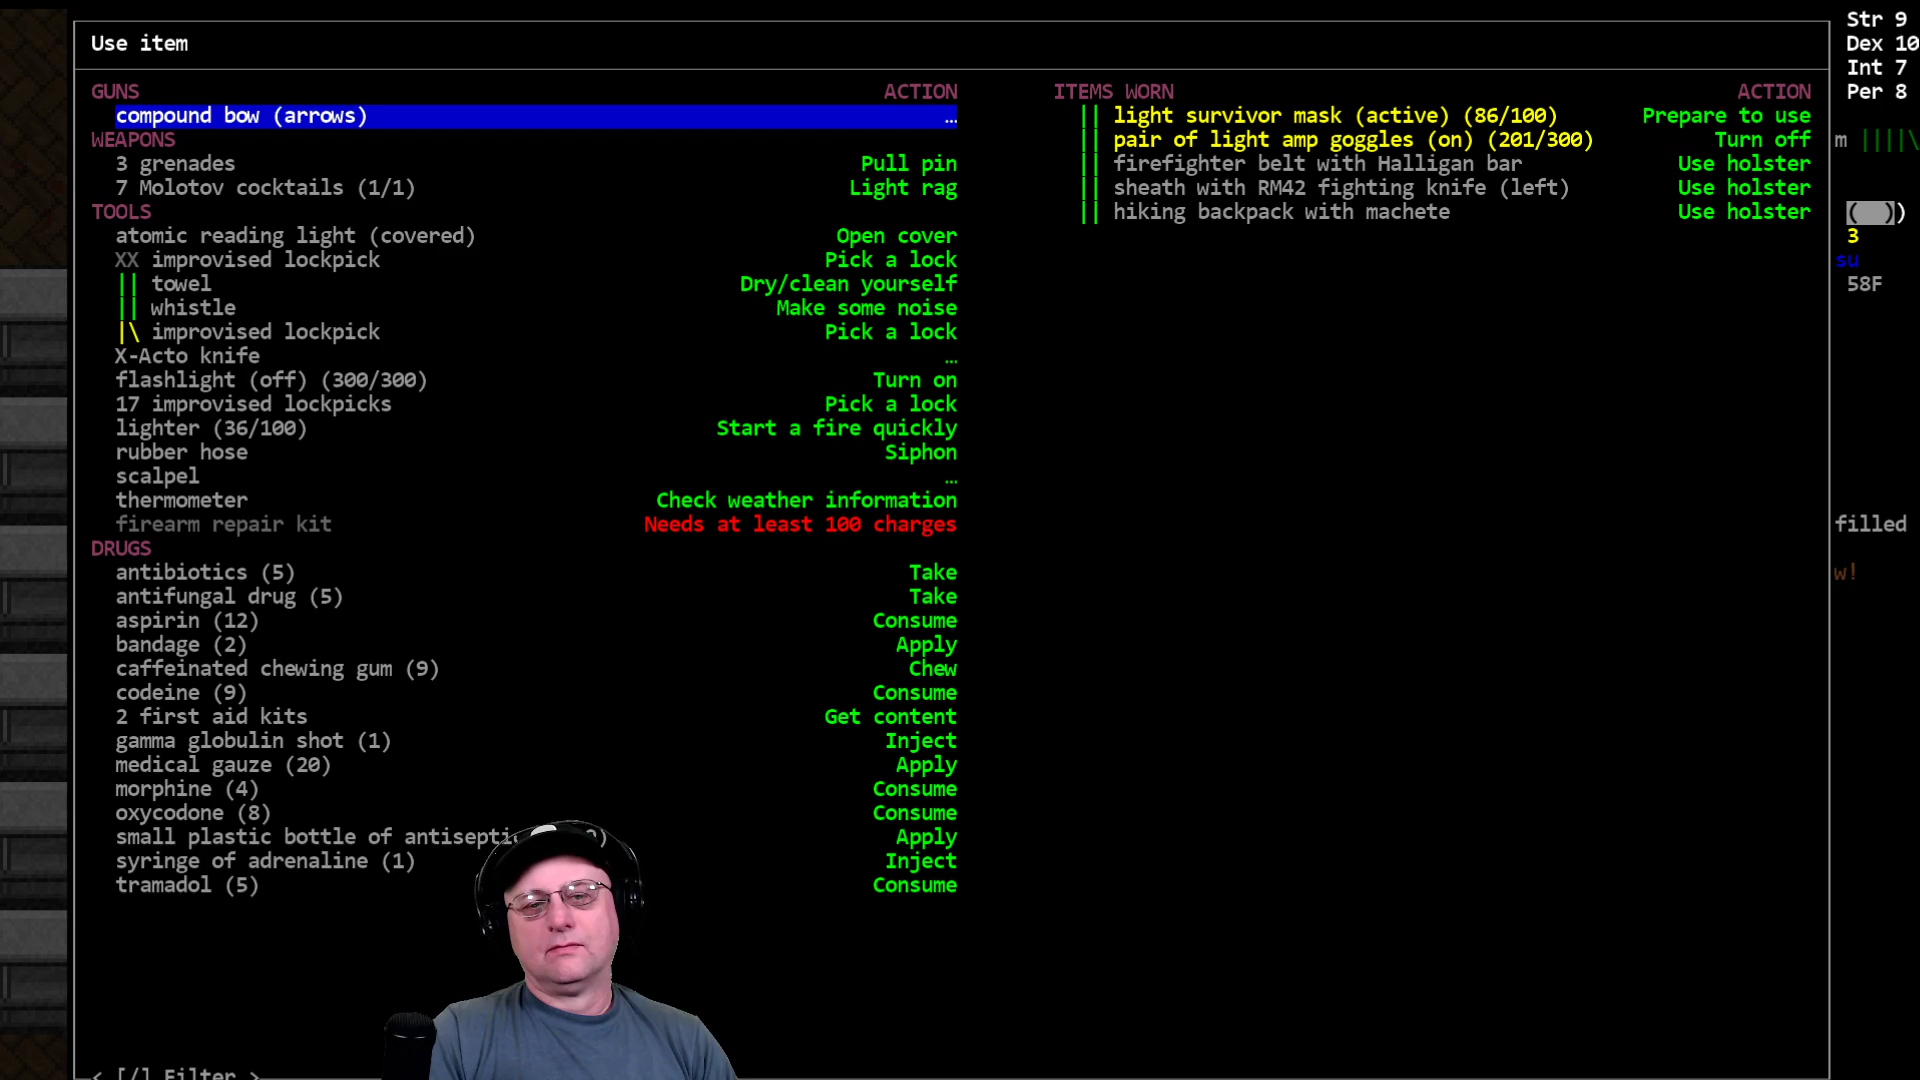 Use item
GUNS ACTION
compound bow (arrows) …
WEAPONS
3 grenades Pull pin
7 Molotov cocktails (1/1) Light rag
TOOLS
atomic reading light (covered) Open cover
XX improvised lockpick Pick a lock
|| towel Dry/clean yourself
|| whistle Make some noise
|\ improvised lockpick Pick a lock
X-Acto knife …
flashlight (off) (300/300) Turn on
17 improvised lockpicks Pick a lock
lighter (36/100) Start a fire quickly
rubber hose Siphon
scalpel …
thermometer Check weather information
firearm repair kit Needs at least 100 charges
DRUGS
antibiotics (5) Take
antifungal drug (5) Take
aspirin (12) Consume
bandage (2) Apply
caffeinated chewing gum (9) Chew
codeine (9) Consume
2 first aid kits Get content
gamma globulin shot (1) Inject
medical gauze (20) Apply
morphine (4) Consume
oxycodone (8) Consume
small plastic bottle of Apply
syringe of adrenaline (1) Inject
tramadol (5) Consume
< [/] Filter >
ITEMS WORN ACTION
|| light survivor mask (active) (86/100) Prepare to use
|| pair of light amp goggles (on) (201/300) Turn off
|| firefighter belt with Halligan bar Use holster
|| sheath with RM42 fighting knife (left) Use holster
|| hiking backpack with machete Use holster
Str 9
Dex 10
Int 7
Per 8
m ||||\
( ))
3
su
58F
filled
w!